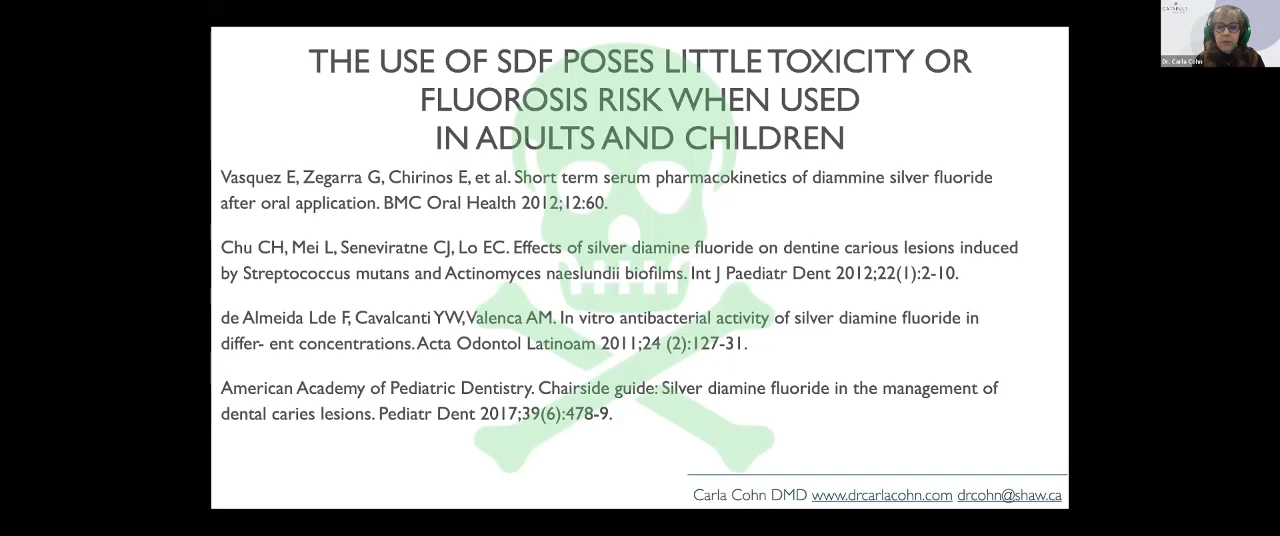 THE USE OF SDF POSES LITTLE TOXICITY OR
FLUOROSIS RISK WHEN USED
IN ADULTS AND CHILDREN
Vasquez E, Zegarra G, Chirinos E, et al. Short term serum pharmacokinetics of diammine silver fluoride
after oral application. BMC Oral Health 2012;12:60.
Chu CH, Mei L, Seneviratne CJ, Lo EC. Effects of silver diamine fluoride on dentine carious lesions induced
by Streptococcus mutans and Actinomyces naeslundii biofilms. Int J Paediatr Dent 2012;22(1):2-10.
de Almeida Lde F, Cavalcanti YW, Valenca AM. In vitro antibacterial activity of silver diamine fluoride in
differ- ent concentrations. Acta Odontol Latinoam 2011;24 (2):127-31.
American Academy of Pediatric Dentistry. Chairside guide: Silver diamine fluoride in the management of
dental caries lesions. Pediatr Dent 2017;39(6):478-9.
Carla Cohn DMD www.drcarlacohn.com drcohn@shaw.ca
CATAPULT
Dr. Carla Cohn